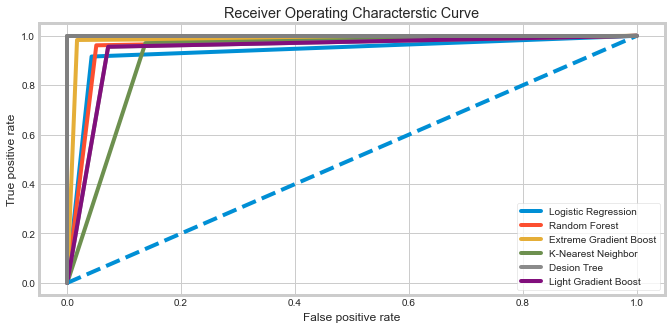 Receiver Operating Characterstic Curve
True positive rate
1.0
0.8
0.6
0.4
0.2
0.0
Logistic Regression
Random Forest
Extreme Gradient Boost
K-Nearest Neighbor
Desion Tree
Light Gradient Boost
0.0 0.2 0.4 0.6 0.8 1.0
False positive rate